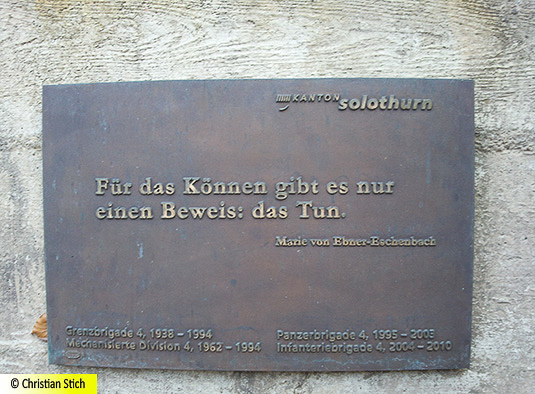 KANTON solothurn
Für das Können gibt es nur
einen Beweis: das Tun.
Marie von Ebner-Eschenbach
Grenzbrigade 4, 1938 – 1994
Mechanisierte Division 4, 1962 – 1994
Panzerbrigade 4, 1995 – 2003
Infanteriebrigade 4, 2004 – 2010
© Christian Stich